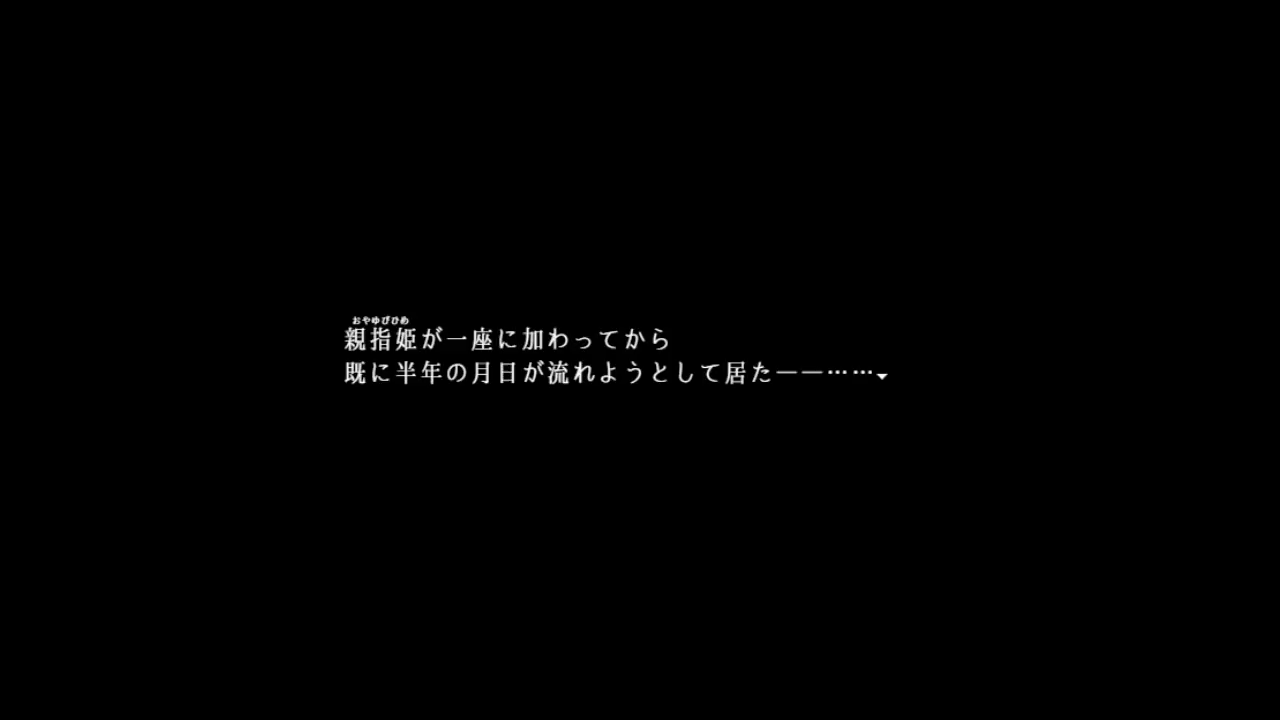 おやゆびひめ
親指姫が一座に加わってから
既に半年の月日が流れようとして居た――……